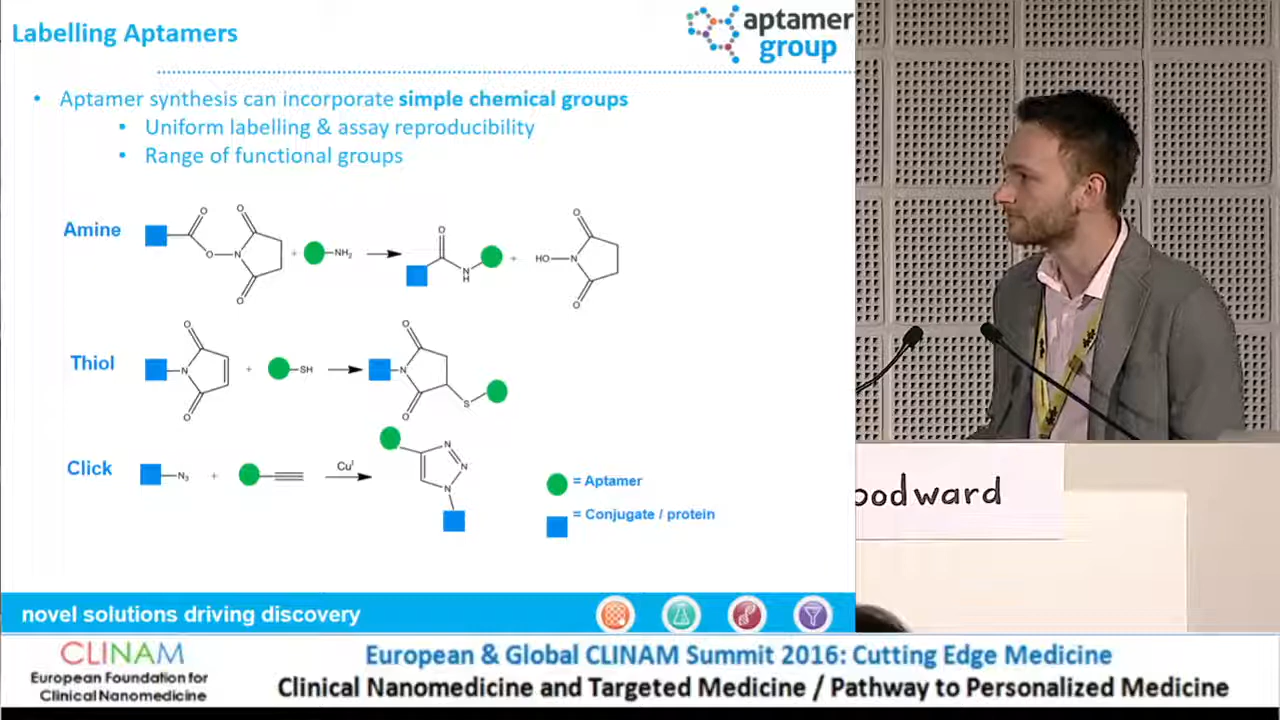 Labelling Aptamers
aptamer
group
• Aptamer synthesis can incorporate simple chemical groups
• Uniform labelling & assay reproducibility
• Range of functional groups
Amine
O
O
O
N
O
+
NH₂
O
N
H
+
O
HO
N
O
Thiol
O
N
O
+
SH
O
N
O
S
Click
N₃
+
Cuᴵ
N
N
N
= Aptamer
= Conjugate / protein
novel solutions driving discovery
oodward
CLINAM
European Foundation for
Clinical Nanomedicine
European & Global CLINAM Summit 2016: Cutting Edge Medicine
Clinical Nanomedicine and Targeted Medicine / Pathway to Personalized Medicine